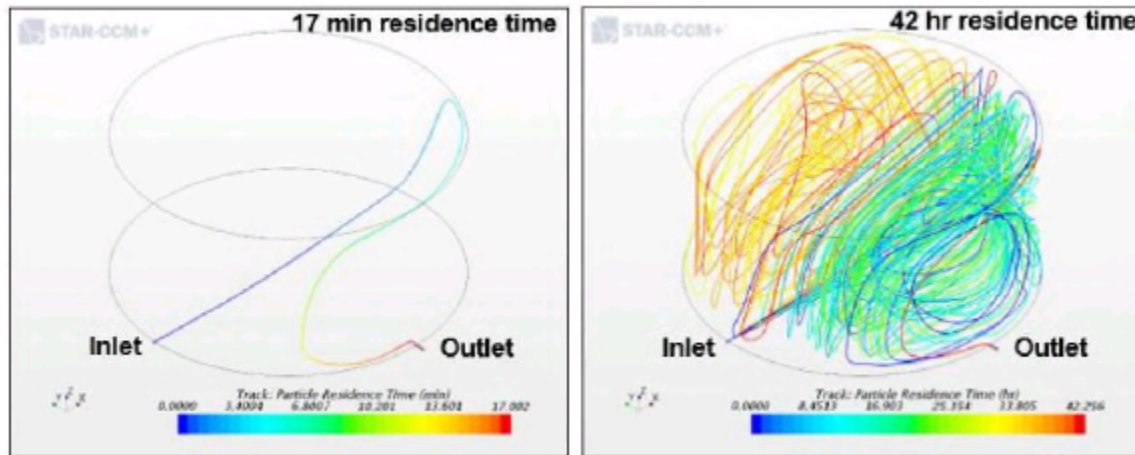 STAR-CCM+
17 min residence time
Inlet
Outlet
Track: Particle Residence Time (min)
0.0000 3.4004 6.8007 10.201 13.601 17.002
STAR-CCM+
42 hr residence time
Inlet
Outlet
Track: Particle Residence Time (hr)
0.0000 8.4513 16.903 25.354 33.805 42.256